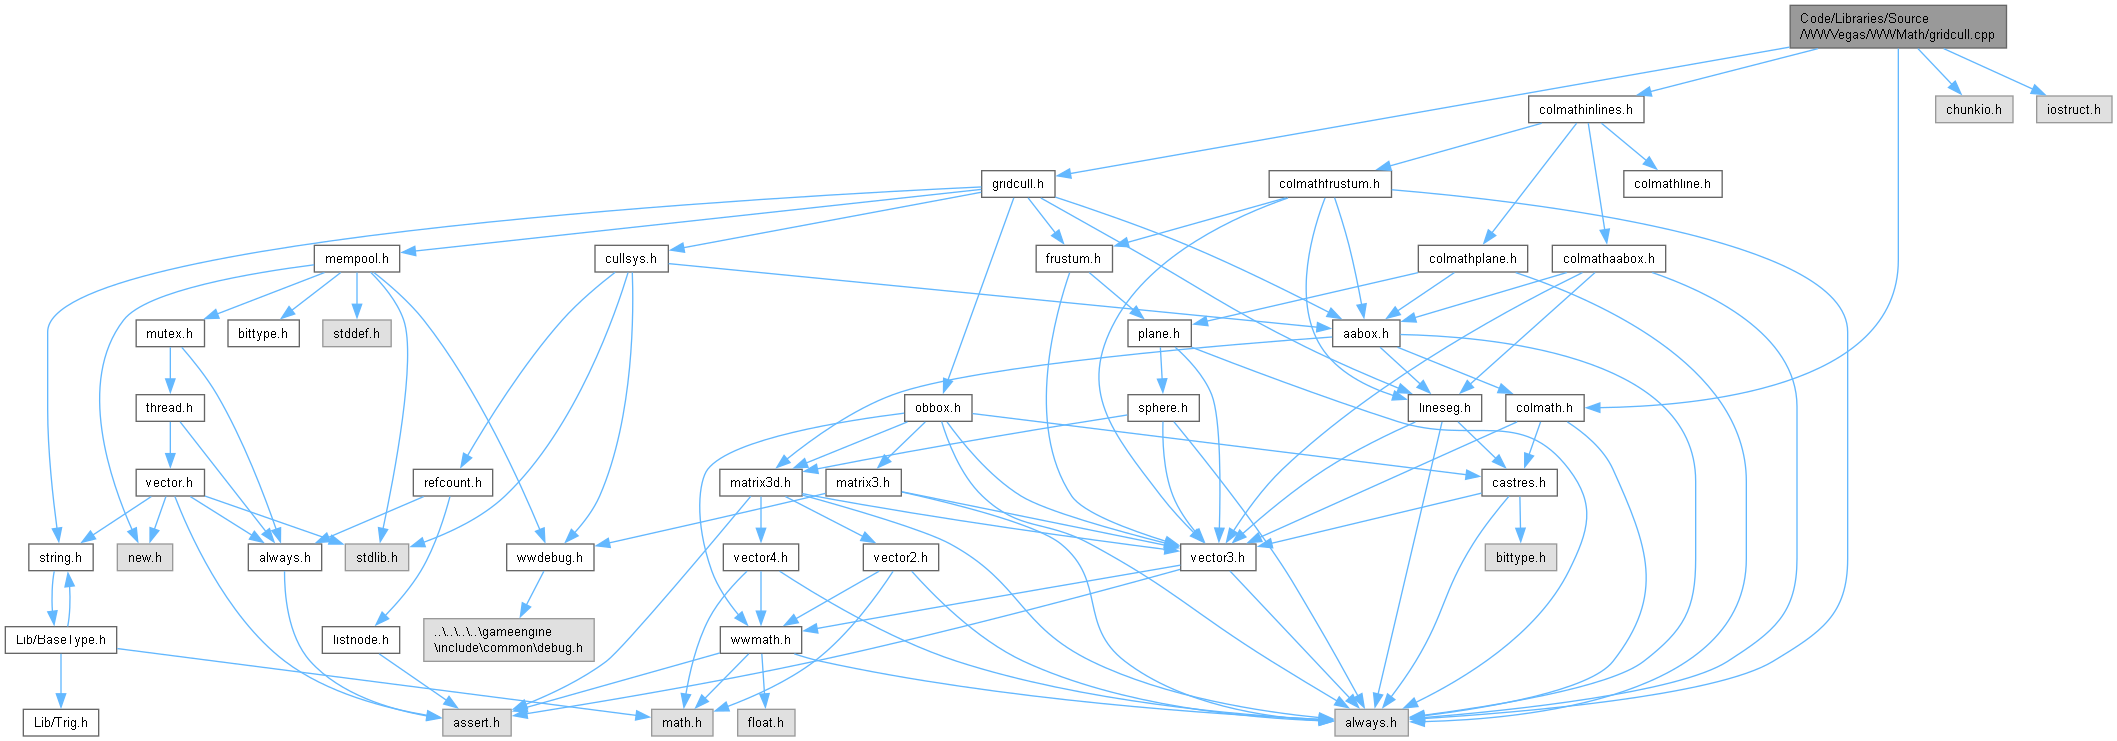 Code/Libraries/Source
/WWVegas/WWMath/gridcull.cpp
colmathinlines.h
chunkio.h
iostruct.h
gridcull.h
colmathfrustum.h
colmathline.h
mempool.h
cullsys.h
frustum.h
colmathplane.h
colmathaabox.h
mutex.h
bittype.h
stddef.h
plane.h
aabox.h
thread.h
obbox.h
sphere.h
lineseg.h
colmath.h
vector.h
refcount.h
matrix3d.h
matrix3.h
castres.h
string.h
new.h
always.h
stdlib.h
wwdebug.h
vector4.h
vector2.h
vector3.h
bittype.h
Lib/BaseType.h
listnode.h
..\..\..\..\gameengine
\include\common\debug.h
wwmath.h
Lib/Trig.h
assert.h
math.h
float.h
always.h